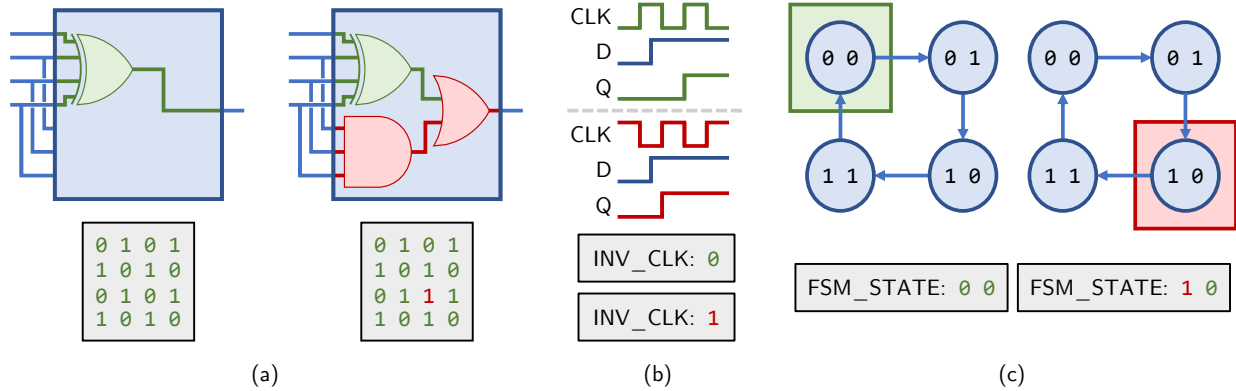 0 1 0 1
1 0 1 0
0 1 0 1
1 0 1 0
0 1 0 1
1 0 1 0
0 1 1 1
1 0 1 0
(a)
CLK
D
Q
CLK
D
Q
INV_CLK: 0
INV_CLK: 1
(b)
0 0
0 1
1 1
1 0
0 0
0 1
1 1
1 0
FSM_STATE: 0 0
FSM_STATE: 1 0
(c)